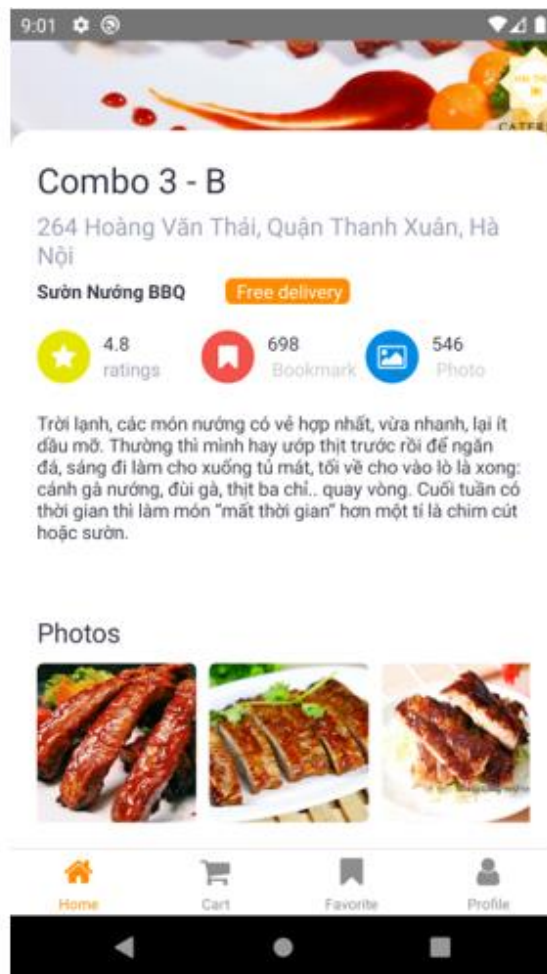 9:01
CATER
Combo 3 - B
264 Hoàng Văn Thái, Quận Thanh Xuân, Hà
Nội
Sườn Nướng BBQ Free delivery
4.8 698 546
ratings Bookmark Photo
Trời lạnh, các món nướng có vẻ hợp nhất, vừa nhanh, lại ít
dầu mỡ. Thường thì mình hay ướp thịt trước rồi để ngăn
đá, sáng đi làm cho xuống tủ mát, tối về cho vào lò là xong:
cánh gà nướng, đùi gà, thịt ba chỉ.. quay vòng. Cuối tuần có
thời gian thì làm món "mất thời gian" hơn một tí là chim cút
hoặc sườn.
Photos
Home Cart Favorite Profile